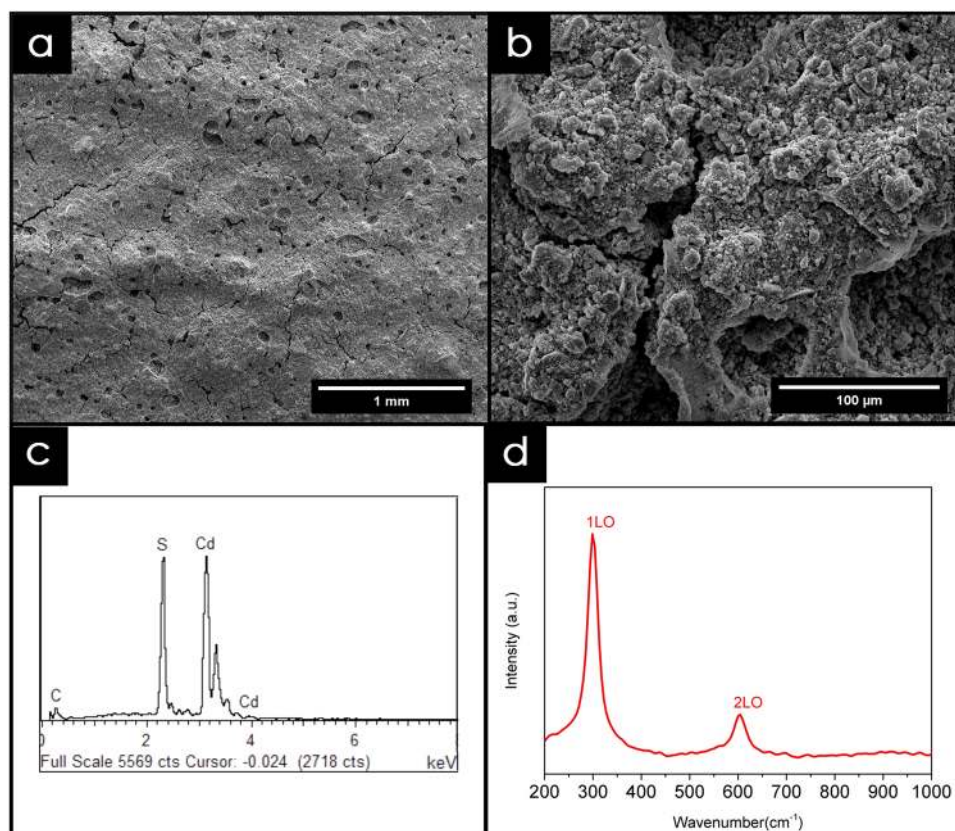 a
1 mm
b
100 µm
c
S
Cd
C
Cd
0 2 4 6
Full Scale 5569 cts Cursor: -0.024 (2718 cts) keV
d
1LO
2LO
Intensity (a.u.)
200 300 400 500 600 700 800 900 1000
Wavenumber(cm⁻¹)